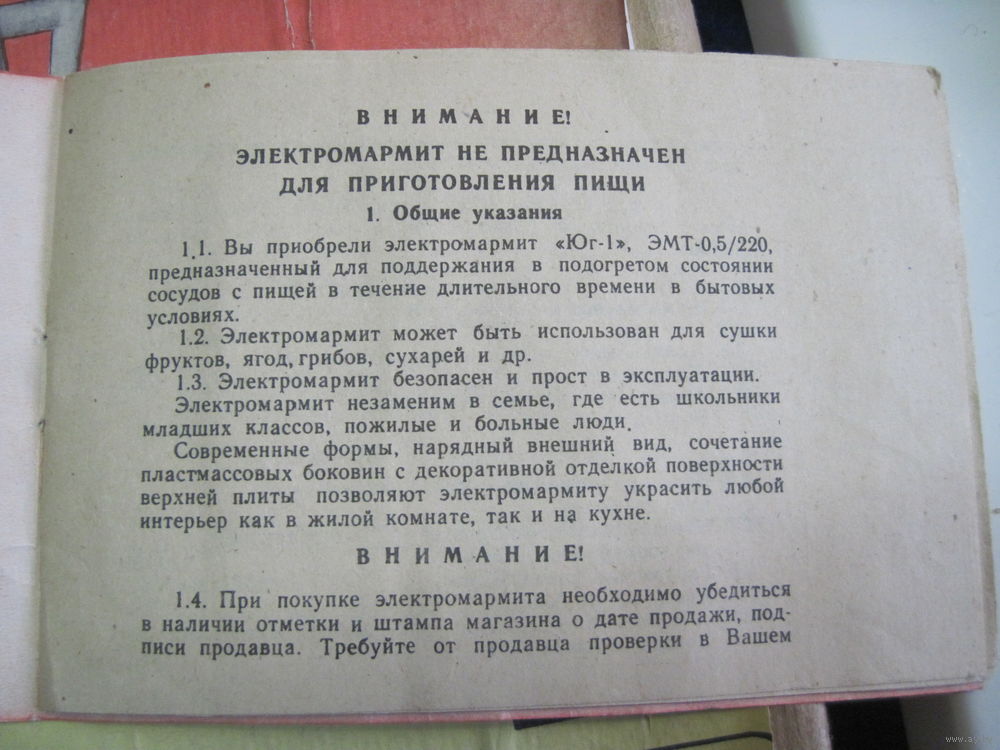 ВНИМАНИЕ!
ЭЛЕКТРОМАРМИТ НЕ ПРЕДНАЗНАЧЕН
ДЛЯ ПРИГОТОВЛЕНИЯ ПИЩИ
1. Общие указания
1.1. Вы приобрели электромармит «Юг-1», ЭМТ-0,5/220,
предназначенный для поддержания в подогретом состоянии
сосудов с пищей в течение длительного времени в бытовых
условиях.
1.2. Электромармит может быть использован для сушки
фруктов, ягод, грибов, сухарей и др.
1.3. Электромармит безопасен и прост в эксплуатации.
Электромармит незаменим в семье, где есть школьники
младших классов, пожилые и больные люди.
Современные формы, нарядный внешний вид, сочетание
пластмассовых боковин с декоративной отделкой поверхности
верхней плиты позволяют электромармиту украсить любой
интерьер как в жилой комнате, так и на кухне.
ВНИМАНИЕ!
1.4. При покупке электромармита необходимо убедиться
в наличии отметки и штампа магазина о дате продажи, под-
писи продавца. Требуйте от продавца проверки в Вашем